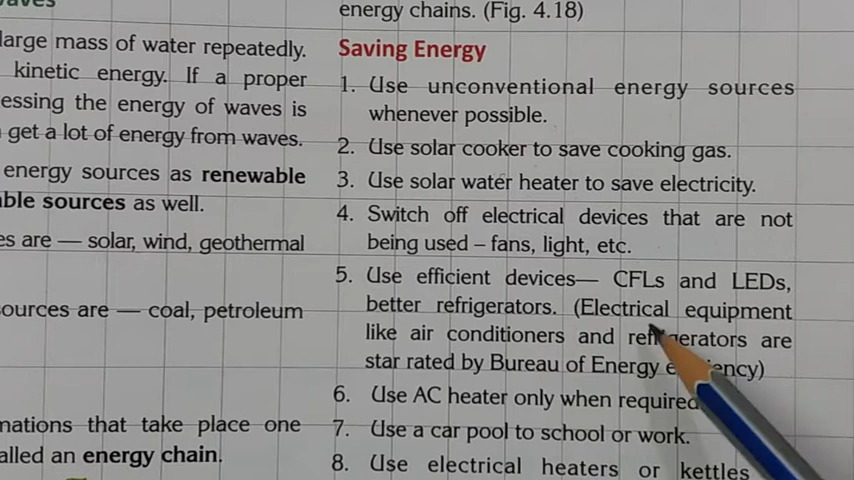 large mass of water repeatedly.
kinetic energy. If a proper
essing the energy of waves is
get a lot of energy from waves.
energy sources as renewable
able sources as well.
es are — solar, wind, geothermal
ources are — coal, petroleum
mations that take place one
alled an energy chain.
energy chains. (Fig. 4.18)
Saving Energy
1. Use unconventional energy sources
whenever possible.
2. Use solar cooker to save cooking gas.
3. Use solar water heater to save electricity.
4. Switch off electrical devices that are not
being used – fans, light, etc.
5. Use efficient devices— CFLs and LEDs,
better refrigerators. (Electrical equipment
like air conditioners and refrigerators are
star rated by Bureau of Energy
6. Use AC heater only when required
7. Use a car pool to school or work.
8. Use electrical heaters or kettles